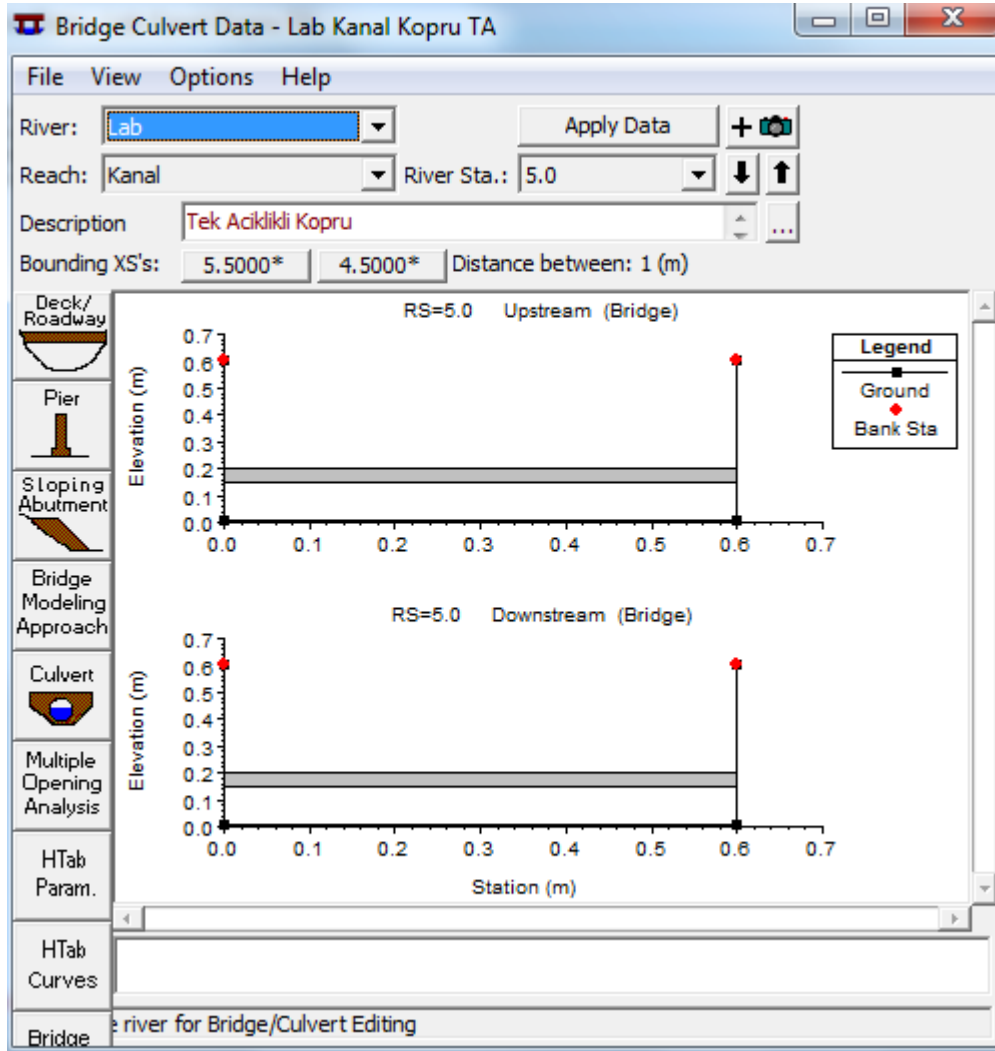 Bridge Culvert Data - Lab Kanal Kopru TA
File View Options Help
River: Lab Apply Data +
Reach: Kanal River Sta.: 5.0
Description Tek Aciklikli Kopru ...
Bounding XS's: 5.5000* 4.5000* Distance between: 1 (m)
Deck/
Roadway
Pier
Sloping
Abutment
Bridge
Modeling
Approach
Culvert
Multiple
Opening
Analysis
HTab
Param.
HTab
Curves
Bridge
RS=5.0 Upstream (Bridge)
0.7
0.6
0.5
0.4
0.3
0.2
0.1
0.0
Elevation (m)
0.0 0.1 0.2 0.3 0.4 0.5 0.6 0.7
Legend
Ground
Bank Sta
RS=5.0 Downstream (Bridge)
0.7
0.6
0.5
0.4
0.3
0.2
0.1
0.0
Elevation (m)
0.0 0.1 0.2 0.3 0.4 0.5 0.6 0.7
Station (m)
river for Bridge/Culvert Editing